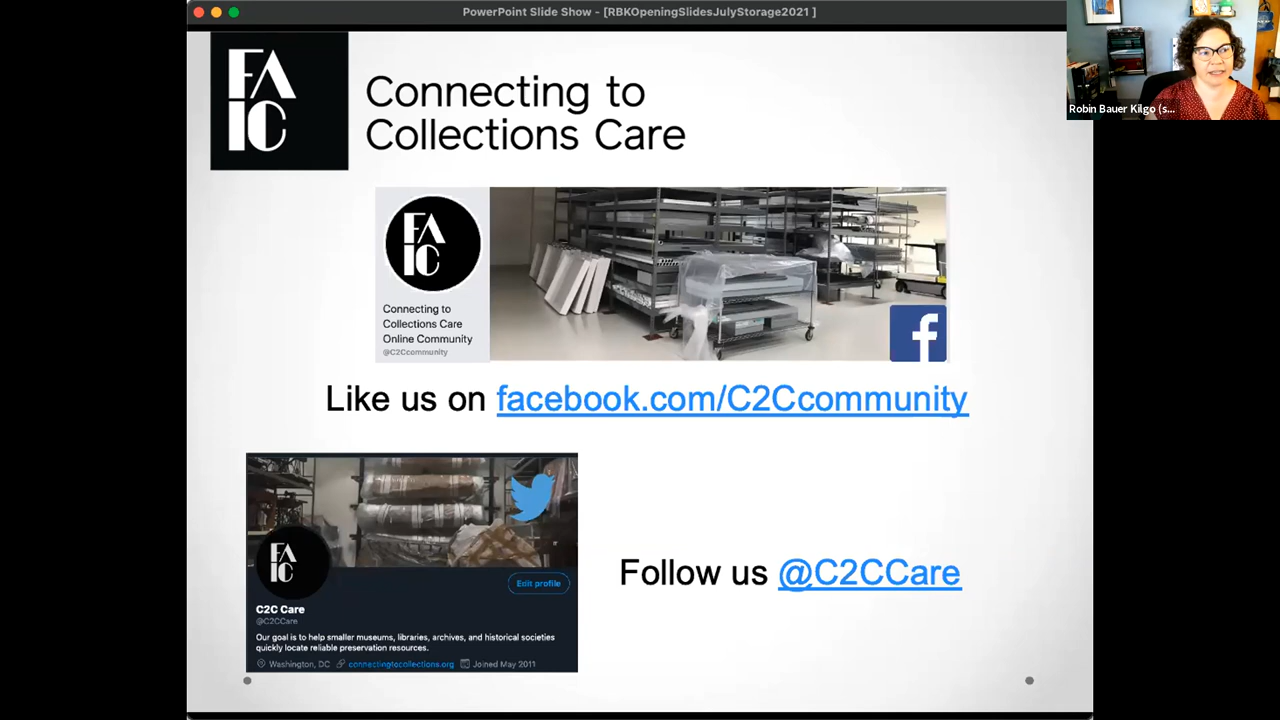 PowerPoint Slide Show - [RBKOpeningSlidesJulyStorage2021 ]
Robin Bauer Kilgo (s...
FA
IC
Connecting to
Collections Care
FA
IC
Connecting to
Collections Care
Online Community
@C2Ccommunity
f
Like us on facebook.com/C2Ccommunity
FA
IC
Edit profile
C2C Care
@C2CCare
Our goal is to help smaller museums, libraries, archives, and historical societies
quickly locate reliable preservation resources.
Washington, DC connectingtocollections.org Joined May 2011
Follow us @C2CCare